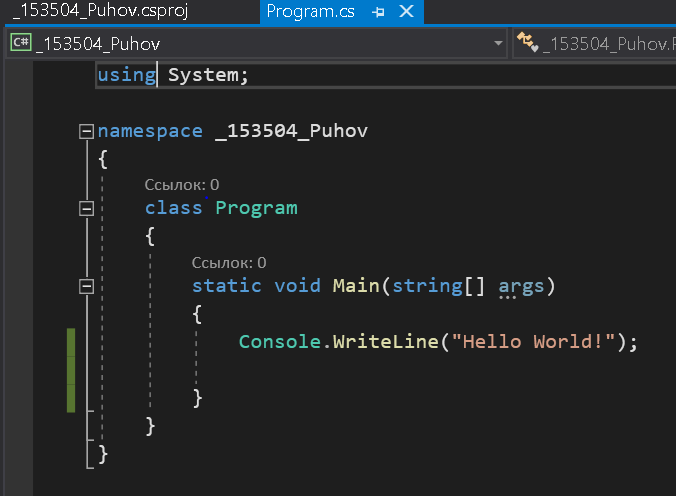 _153504_Puhov.csproj
Program.cs
C# _153504_Puhov
_153504_Puhov.P
using System;
namespace _153504_Puhov
{
Ссылок: 0
class Program
{
Ссылок: 0
static void Main(string[] args)
{
Console.WriteLine("Hello World!");
}
}
}